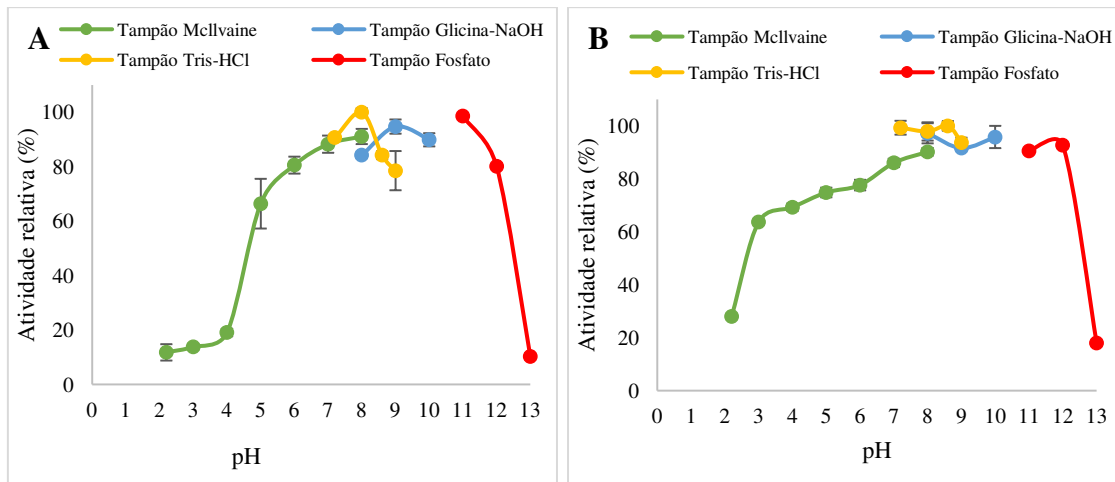 A
Tampão McIlvaine
Tampão Glicina-NaOH
Tampão Tris-HCl
Tampão Fosfato
Atividade relativa (%)
100
80
60
40
20
0
0 1 2 3 4 5 6 7 8 9 10 11 12 13
pH
B
Tampão McIlvaine
Tampão Glicina-NaOH
Tampão Tris-HCl
Tampão Fosfato
Atividade relativa (%)
100
80
60
40
20
0
0 1 2 3 4 5 6 7 8 9 10 11 12 13
pH